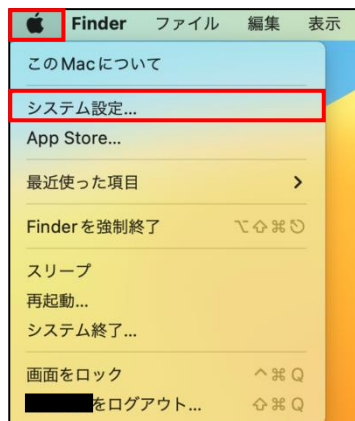 Finder ファイル 編集 表示
このMacについて
システム設定...
App Store...
最近使った項目
Finderを強制終了 ⌥⇧⌘⎋
スリープ
再起動...
システム終了...
画面をロック ^⌘Q
をログアウト... ⇧⌘Q